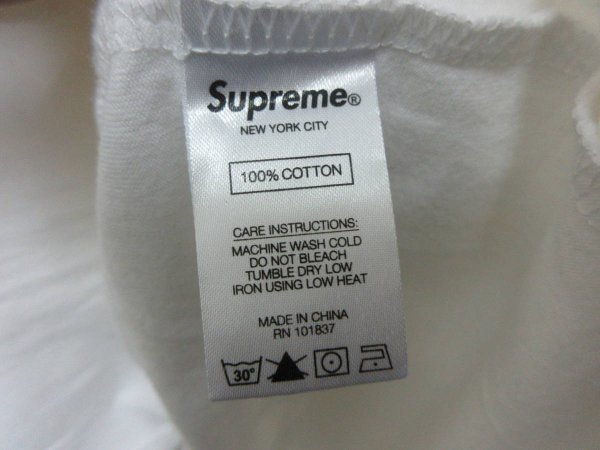 Supreme®
NEW YORK CITY
100% COTTON
CARE INSTRUCTIONS:
MACHINE WASH COLD
DO NOT BLEACH
TUMBLE DRY LOW
IRON USING LOW HEAT
MADE IN CHINA
RN 101837
30°